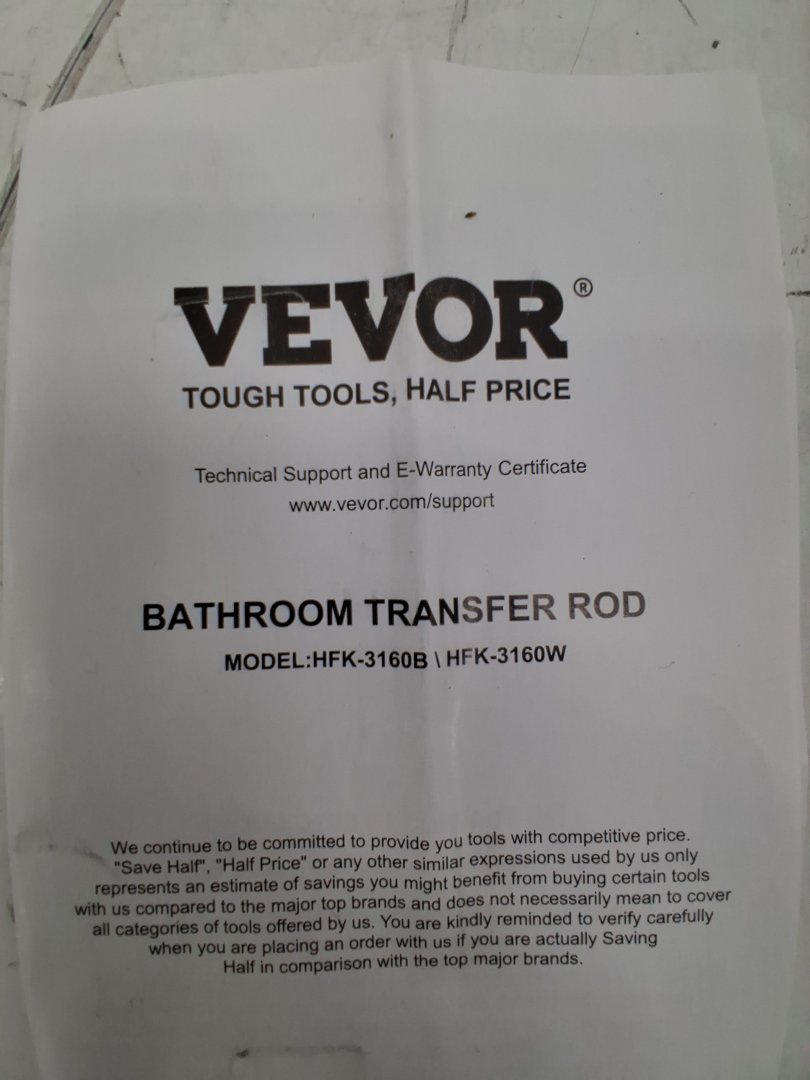 VEVOR®
TOUGH TOOLS, HALF PRICE
Technical Support and E-Warranty Certificate
www.vevor.com/support
BATHROOM TRANSFER ROD
MODEL:HFK-3160B \ HFK-3160W
We continue to be committed to provide you tools with competitive price.
"Save Half", "Half Price" or any other similar expressions used by us only
represents an estimate of savings you might benefit from buying certain tools
with us compared to the major top brands and does not necessarily mean to cover
all categories of tools offered by us. You are kindly reminded to verify carefully
when you are placing an order with us if you are actually Saving
Half in comparison with the top major brands.